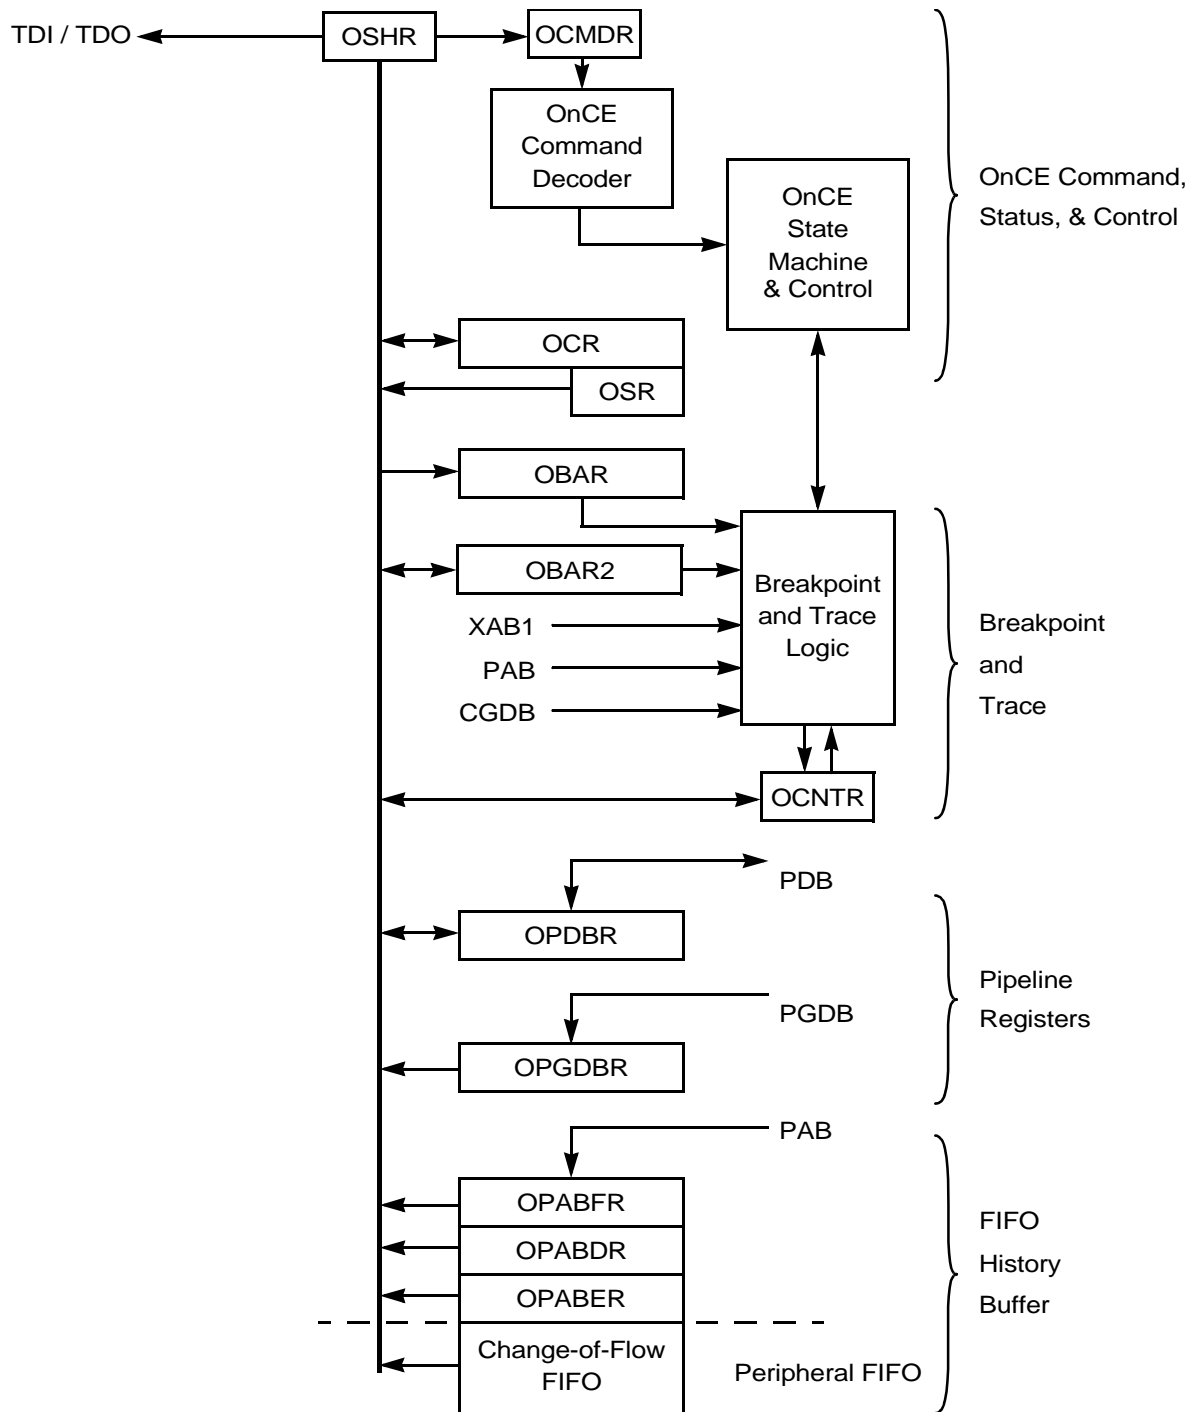 TDI / TDO
OSHR
OCMDR
OnCE
Command
Decoder
OnCE
State
Machine
& Control
OnCE Command,
Status, & Control
OCR
OSR
OBAR
OBAR2
XAB1
PAB
CGDB
Breakpoint
and Trace
Logic
OCNTR
Breakpoint
and
Trace
PDB
OPDBR
PGDB
OPGDBR
Pipeline
Registers
PAB
OPABFR
OPABDR
OPABER
Change-of-Flow
FIFO
Peripheral FIFO
FIFO
History
Buffer